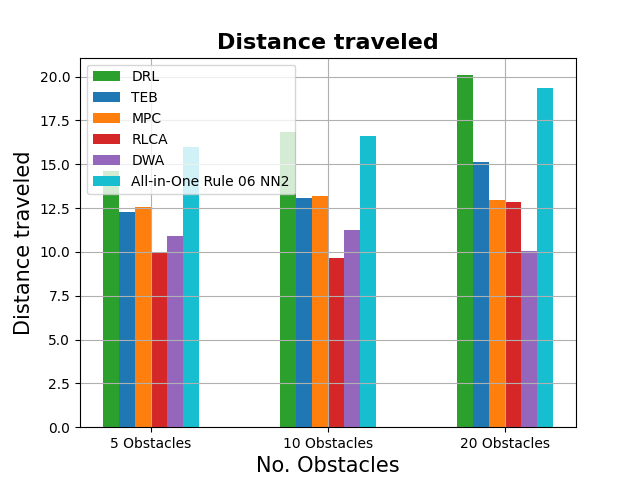 Distance traveled
Distance traveled
20.0
17.5
15.0
12.5
10.0
7.5
5.0
2.5
0.0
DRL
TEB
MPC
RLCA
DWA
All-in-One Rule 06 NN2
5 Obstacles
10 Obstacles
20 Obstacles
No. Obstacles